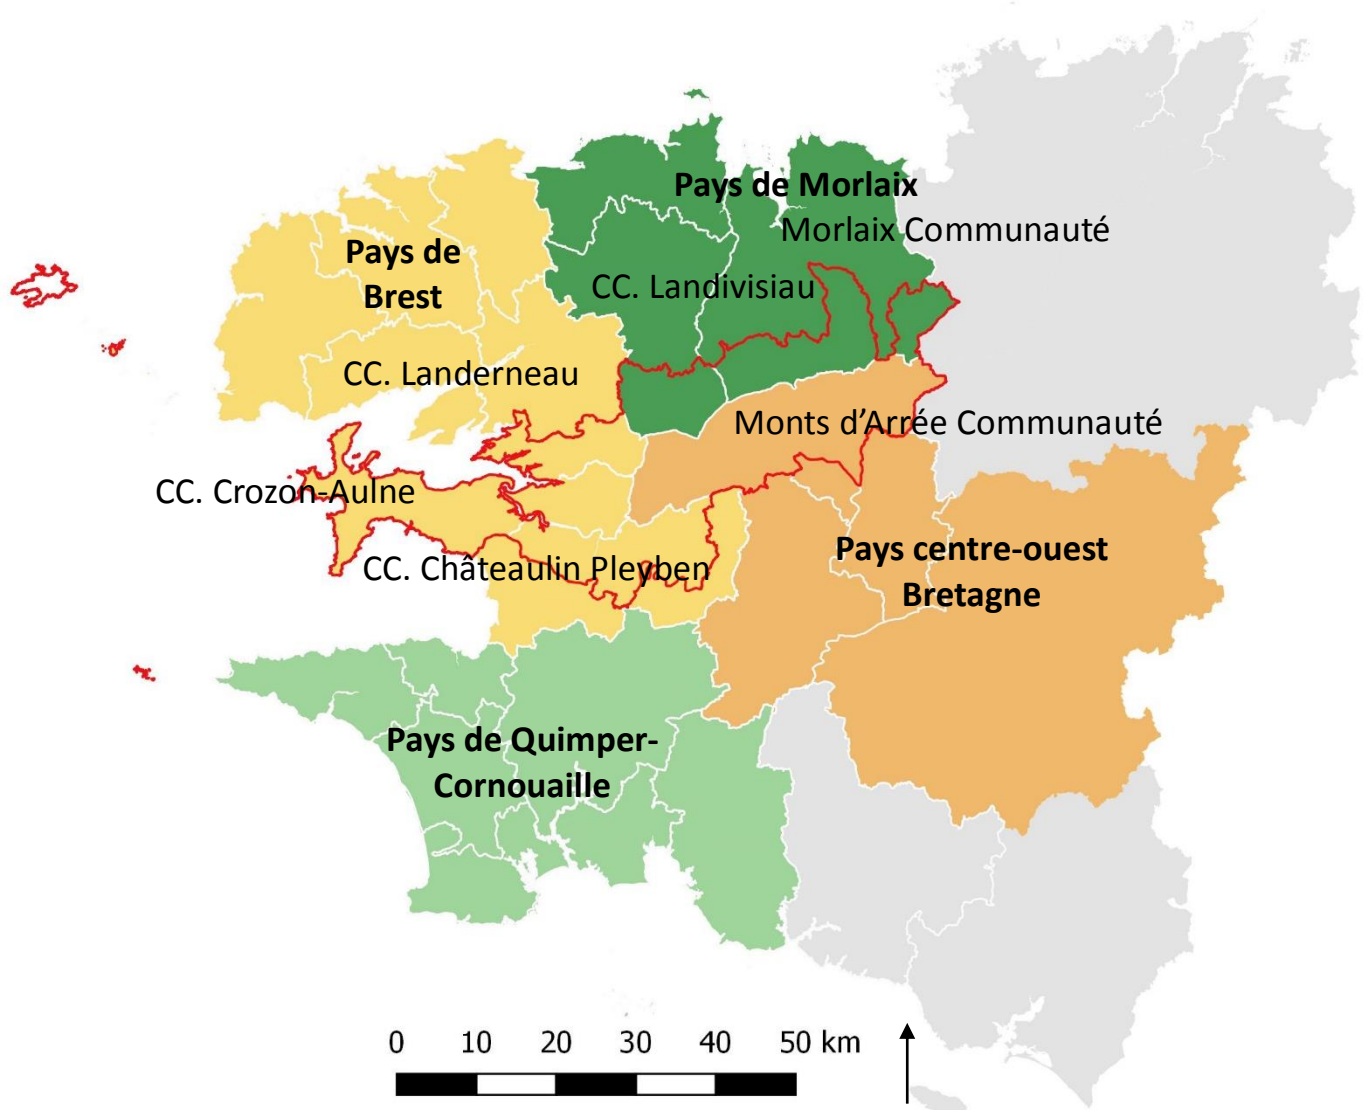 Pays de Morlaix
Morlaix Communauté
Pays de
Brest
CC. Landivisiau
CC. Landerneau
Monts d’Arrée Communauté
CC. Crozon-Aulne
Pays centre-ouest
Bretagne
CC. Châteaulin Pleyben
Pays de Quimper-
Cornouaille
0 10 20 30 40 50 km